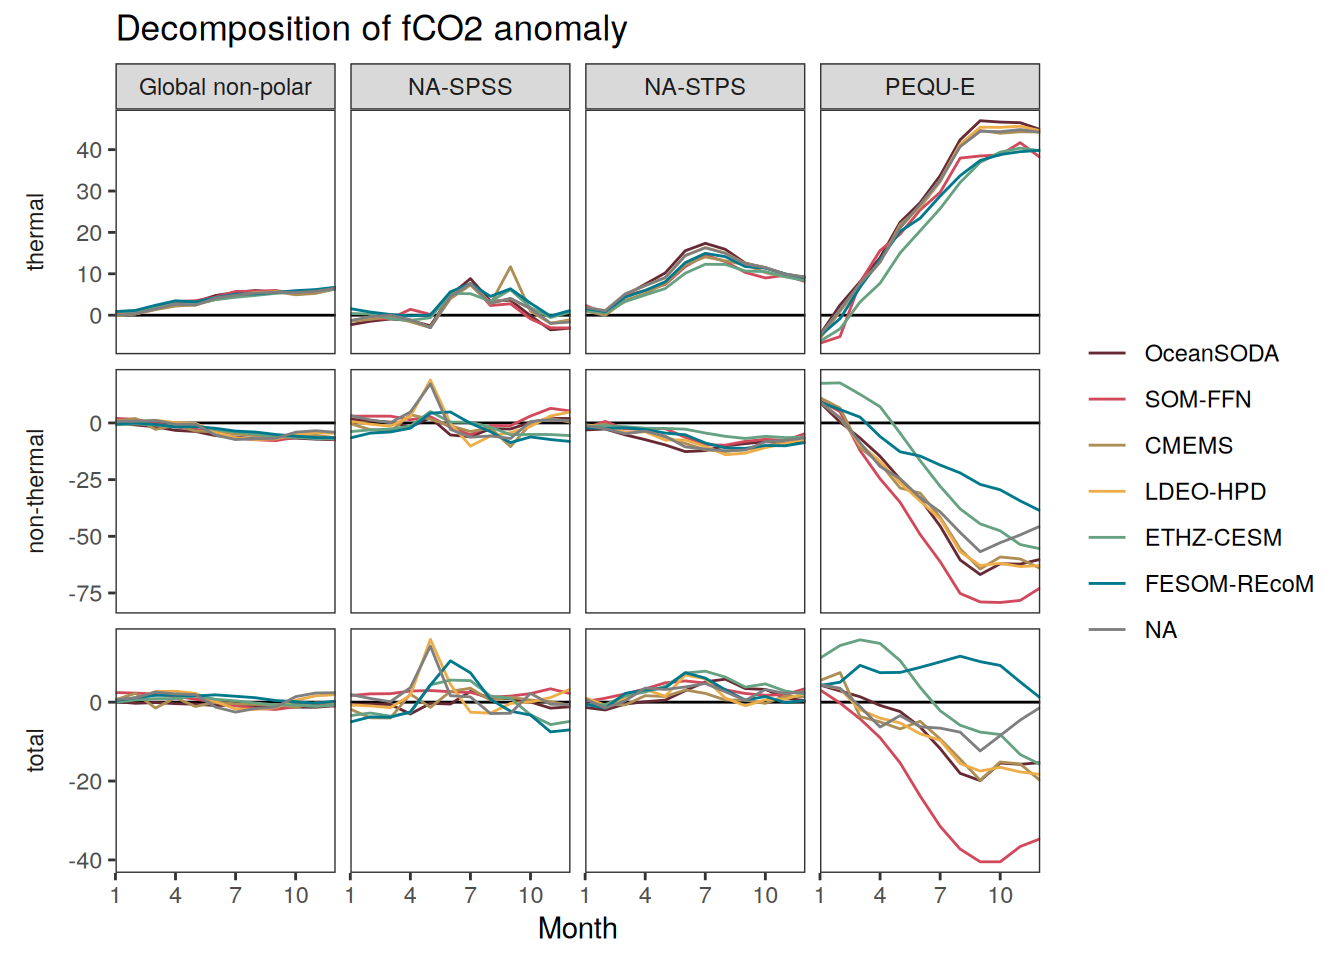 Decomposition of fCO2 anomaly
Global non-polar
NA-SPSS
NA-STPS
PEQU-E
thermal
40
30
20
10
0
non-thermal
0
-25
-50
-75
total
0
-20
-40
1 4 7 10
1 4 7 10
1 4 7 10
1 4 7 10
Month
OceanSODA
SOM-FFN
CMEMS
LDEO-HPD
ETHZ-CESM
FESOM-REcoM
NA